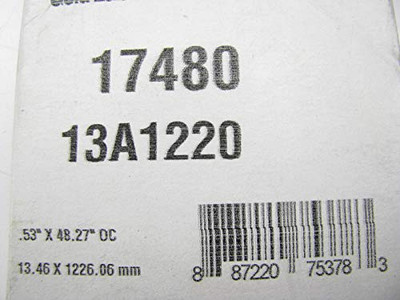 17480
13A1220
.53" X 48.27" OC
13.46 X 1226.06 mm
8 87220 75378 3